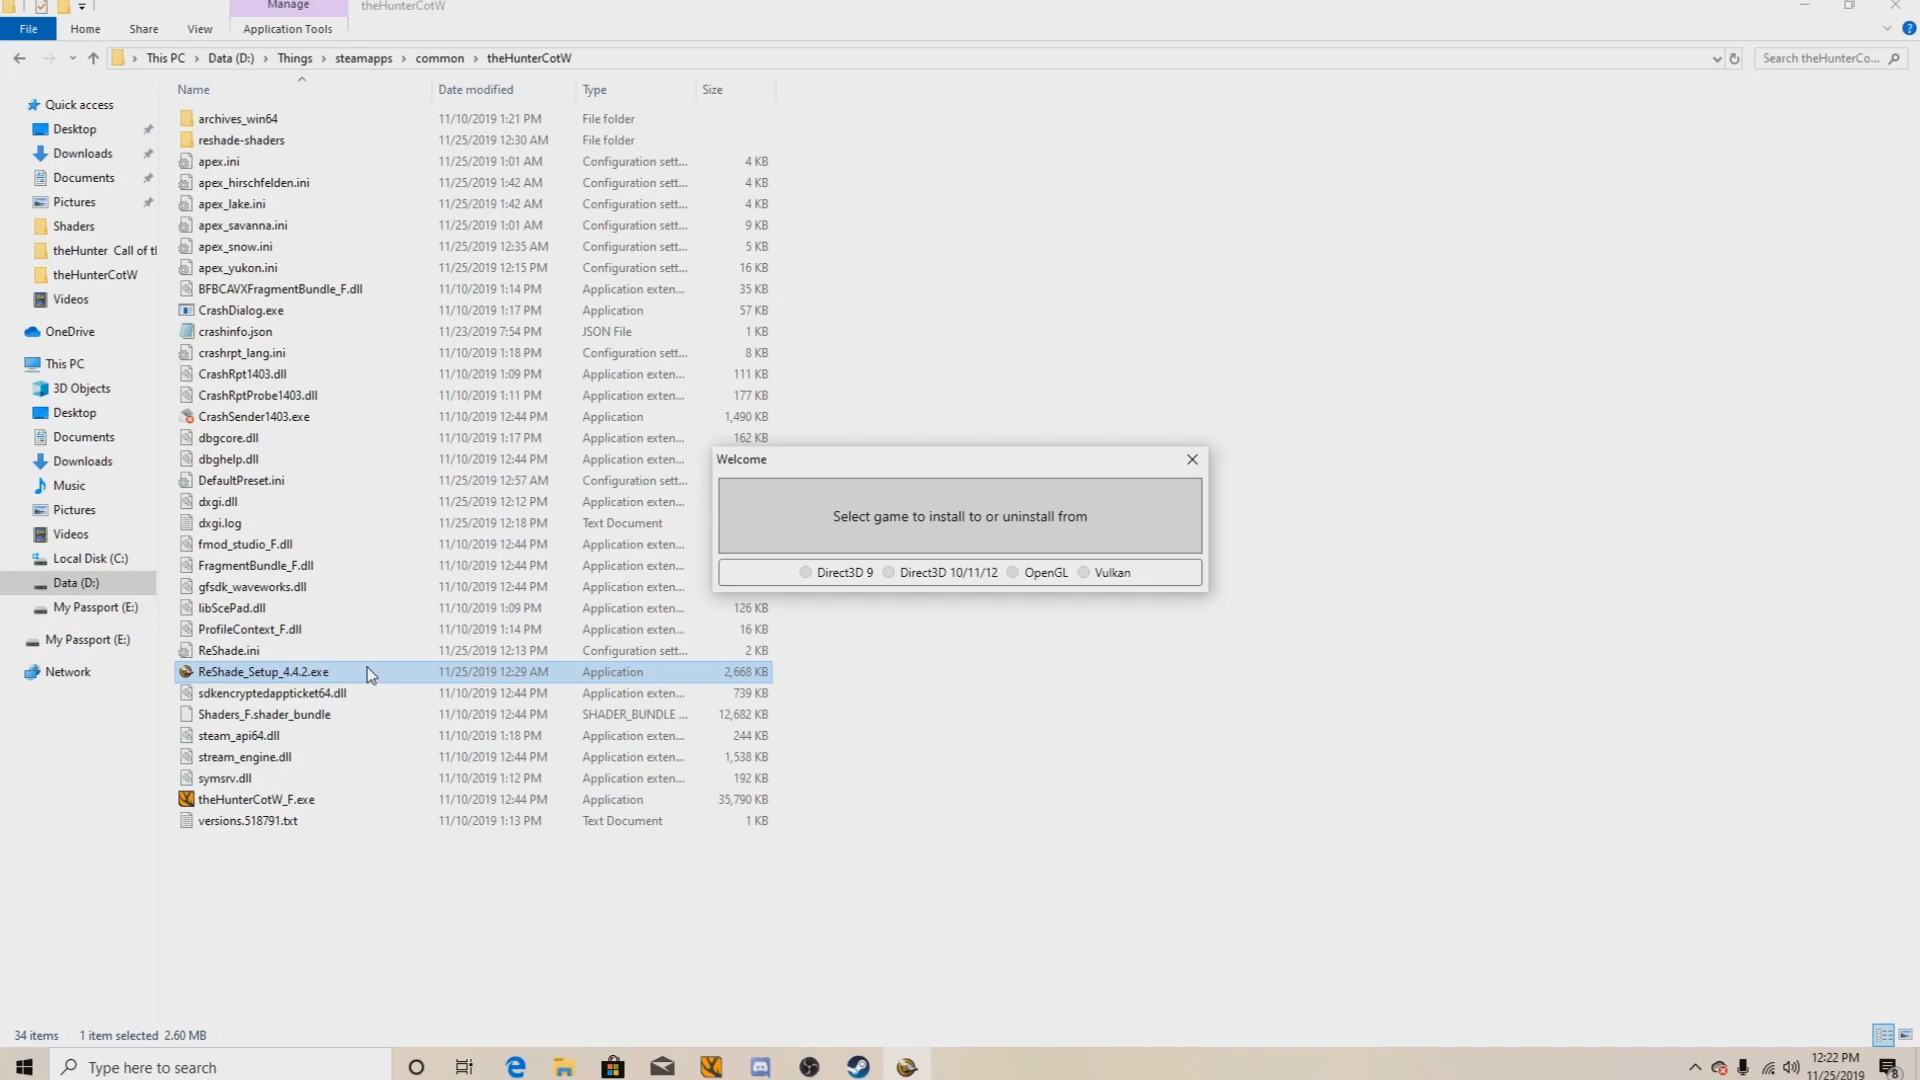 Manage
theHunterCotW
File
Home
Share
View
Application Tools
This PC > Data (D:) > Things > steamapps > common > theHunterCotW
Search theHunterCo...
Name
Date modified
Type
Size
Quick access
Desktop
Downloads
Documents
Pictures
Shaders
theHunter Call of tl
theHunterCotW
Videos
OneDrive
This PC
3D Objects
Desktop
Documents
Downloads
Music
Pictures
Videos
Local Disk (C:)
Data (D:)
My Passport (E:)
My Passport (E:)
Network
archives_win64 11/10/2019 1:21 PM File folder
reshade-shaders 11/25/2019 12:30 AM File folder
apex.ini 11/25/2019 1:01 AM Configuration sett... 4 KB
apex_hirschfelden.ini 11/25/2019 1:42 AM Configuration sett... 4 KB
apex_lake.ini 11/25/2019 1:42 AM Configuration sett... 4 KB
apex_savanna.ini 11/25/2019 1:01 AM Configuration sett... 9 KB
apex_snow.ini 11/25/2019 12:35 AM Configuration sett... 5 KB
apex_yukon.ini 11/25/2019 12:15 PM Configuration sett... 16 KB
BFBCAVXFragmentBundle_F.dll 11/10/2019 1:14 PM Application exten... 35 KB
CrashDialog.exe 11/10/2019 1:17 PM Application 57 KB
crashinfo.json 11/23/2019 7:54 PM JSON File 1 KB
crashrpt_lang.ini 11/10/2019 1:18 PM Configuration sett... 8 KB
CrashRpt1403.dll 11/10/2019 1:09 PM Application exten... 111 KB
CrashRptProbe1403.dll 11/10/2019 1:11 PM Application exten... 177 KB
CrashSender1403.exe 11/10/2019 12:44 PM Application 1,490 KB
dbgcore.dll 11/10/2019 1:17 PM Application exten... 162 KB
dbghelp.dll 11/10/2019 12:44 PM Application exten...
DefaultPreset.ini 11/25/2019 12:57 AM Configuration sett...
dxgi.dll 11/25/2019 12:12 PM Application exten...
dxgi.log 11/25/2019 12:18 PM Text Document
fmod_studio_F.dll 11/10/2019 12:44 PM Application exten...
FragmentBundle_F.dll 11/10/2019 12:44 PM Application exten...
gfsdk_waveworks.dll 11/10/2019 12:44 PM Application exten...
libScePad.dll 11/10/2019 1:09 PM Application exten... 126 KB
ProfileContext_F.dll 11/10/2019 1:14 PM Application exten... 16 KB
ReShade.ini 11/25/2019 12:13 PM Configuration sett... 2 KB
ReShade_Setup_4.4.2.exe 11/25/2019 12:29 AM Application 2,668 KB
sdkencryptedappticket64.dll 11/10/2019 12:44 PM Application exten... 739 KB
Shaders_F.shader_bundle 11/10/2019 12:44 PM SHADER_BUNDLE ... 12,682 KB
steam_api64.dll 11/10/2019 1:18 PM Application exten... 244 KB
stream_engine.dll 11/10/2019 12:44 PM Application exten... 1,538 KB
symsrv.dll 11/10/2019 1:12 PM Application exten... 192 KB
theHunterCotW_F.exe 11/10/2019 12:44 PM Application 35,790 KB
versions.518791.txt 11/10/2019 1:13 PM Text Document 1 KB
Welcome
Select game to install to or uninstall from
Direct3D 9 Direct3D 10/11/12 OpenGL Vulkan
34 items 1 item selected 2.60 MB
Type here to search
12:22 PM
11/25/2019
8